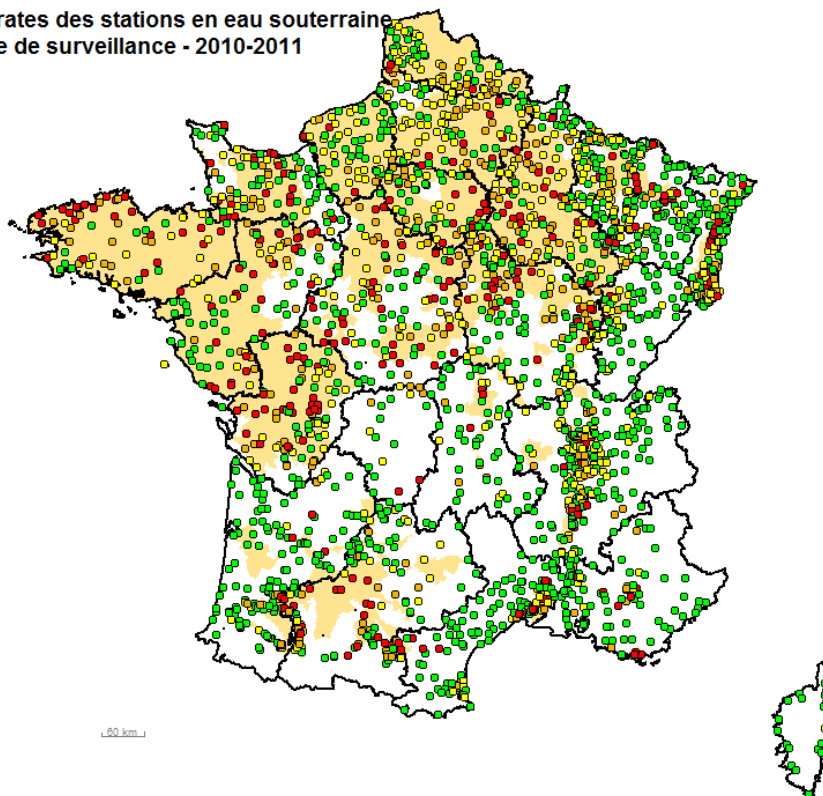 rates des stations en eau souterraine
e de surveillance - 2010-2011
60 km